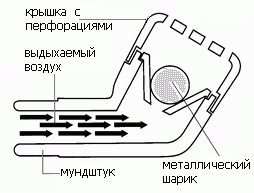 крышка с
перфорациями
выдыхаемый
воздух
металлический
шарик
мундштук